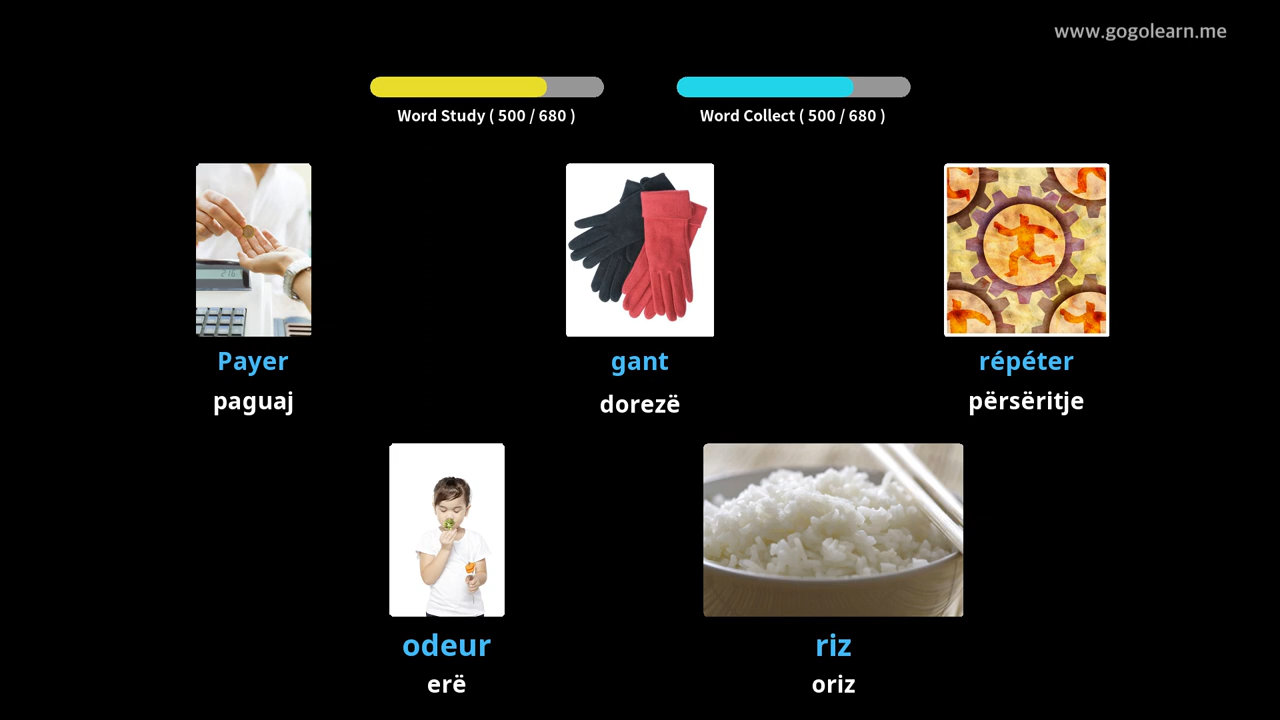 www.gogolearn.me
Word Study ( 500 / 680 )
Word Collect ( 500 / 680 )
216
Payer
paguaj
gant
dorezë
répéter
përsëritje
odeur
erë
riz
oriz